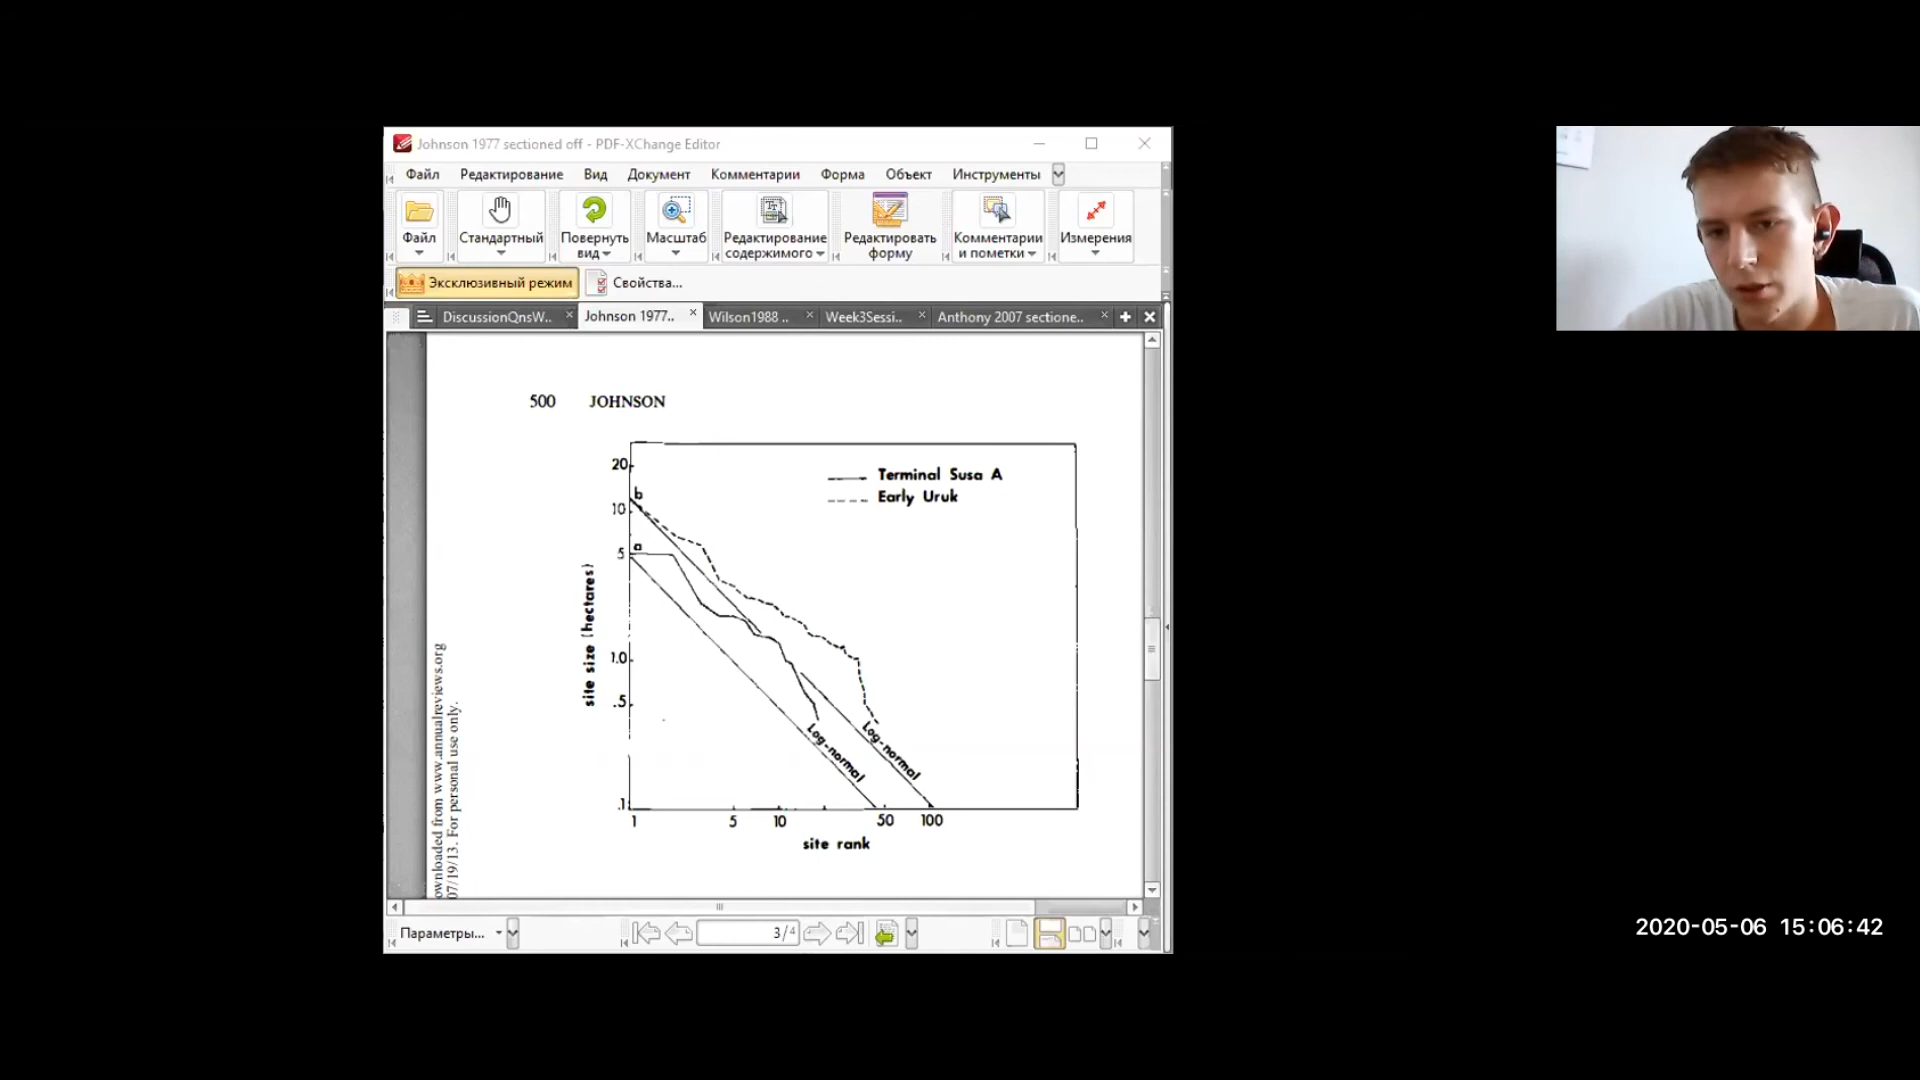 Johnson 1977 sectioned off - PDF-XChange Editor
Файл Редактирование Вид Документ Комментарии Форма Объект Инструменты
Файл Стандартный Повернуть вид Масштаб Редактирование содержимого Редактировать форму Комментарии и пометки Измерения
Эксклюзивный режим Свойства...
DiscussionQnsW.. Johnson 1977.. Wilson1988 .. Week3Sessi.. Anthony 2007 sectione..
500 JOHNSON
20
10
5
1.0
.5
.1
b
a
Terminal Susa A
Early Uruk
site size (hectares)
Log-normal
Log-normal
1 5 10 50 100
site rank
ownloaded from www.annualreviews.org
07/19/13. For personal use only.
Параметры... 3/4
2020-05-06 15:06:42